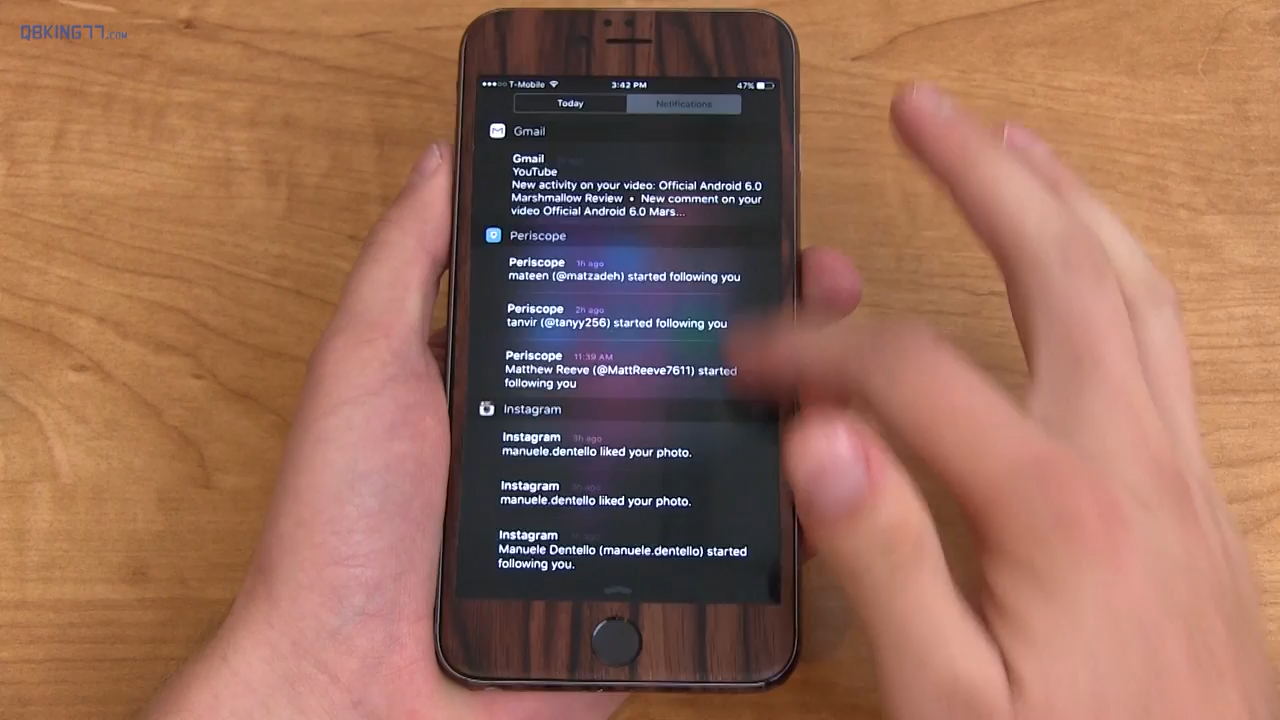 QBKING77.COM
T-Mobile 3:42 PM 47%
Today Notifications
Gmail
Gmail
YouTube
New activity on your video: Official Android 6.0
Marshmallow Review • New comment on your
video Official Android 6.0 Mars...
Periscope
Periscope 1h ago
mateen (@matzadeh) started following you
Periscope 2h ago
tanvir (@tanyy256) started following you
Periscope 11:39 AM
Matthew Reeve (@MattReeve7611) started
following you
Instagram
Instagram 3h ago
manuele.dentello liked your photo.
Instagram
manuele.dentello liked your photo.
Instagram
Manuele Dentello (manuele.dentello) started
following you.